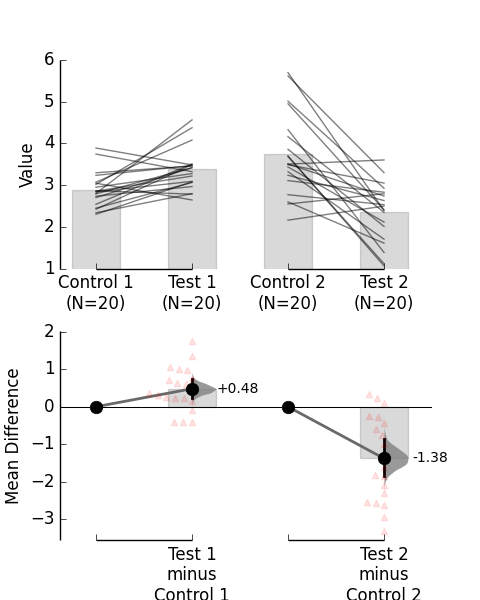 6
5
4
3
2
1
Value
Control 1 Test 1 Control 2 Test 2
(N=20) (N=20) (N=20) (N=20)
2
1
0
−1
−2
−3
Mean Difference
+0.48
-1.38
Test 1
minus
Control 1
Test 2
minus
Control 2